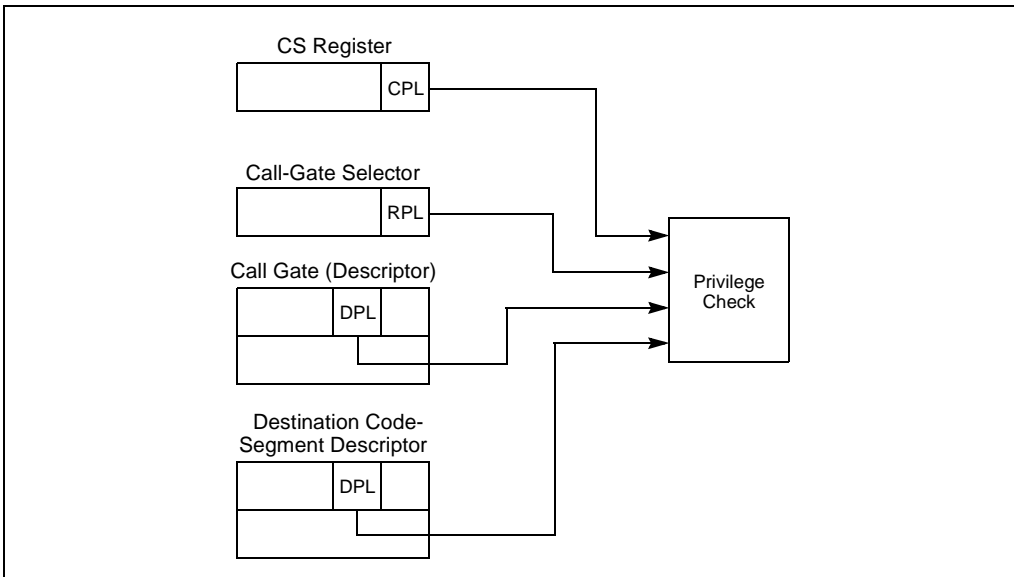 CS Register
CPL
Call-Gate Selector
RPL
Call Gate (Descriptor)
DPL
Privilege
Check
Destination Code-
Segment Descriptor
DPL